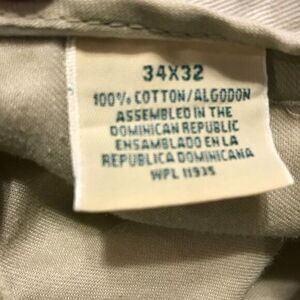 34X32
100% COTTON/ALGODON
ASSEMBLED IN THE
DOMINICAN REPUBLIC
ENSAMBLADO EN LA
REPUBLICA DOMINICANA
WPL 11935